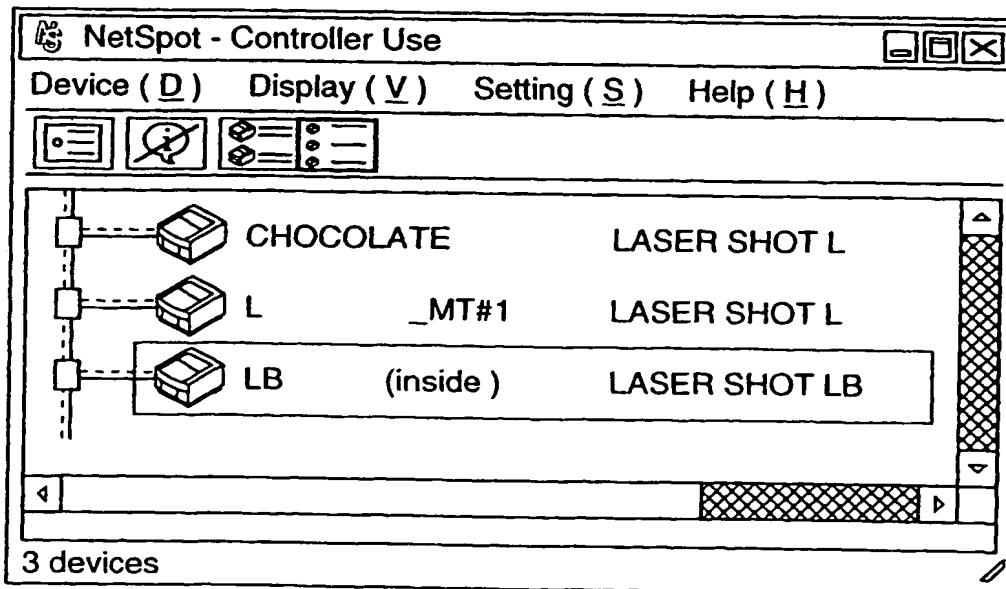 NetSpot - Controller Use
Device ( D ) Display ( V ) Setting ( S ) Help ( H )
CHOCOLATE LASER SHOT L
L _MT#1 LASER SHOT L
LB (inside ) LASER SHOT LB
3 devices